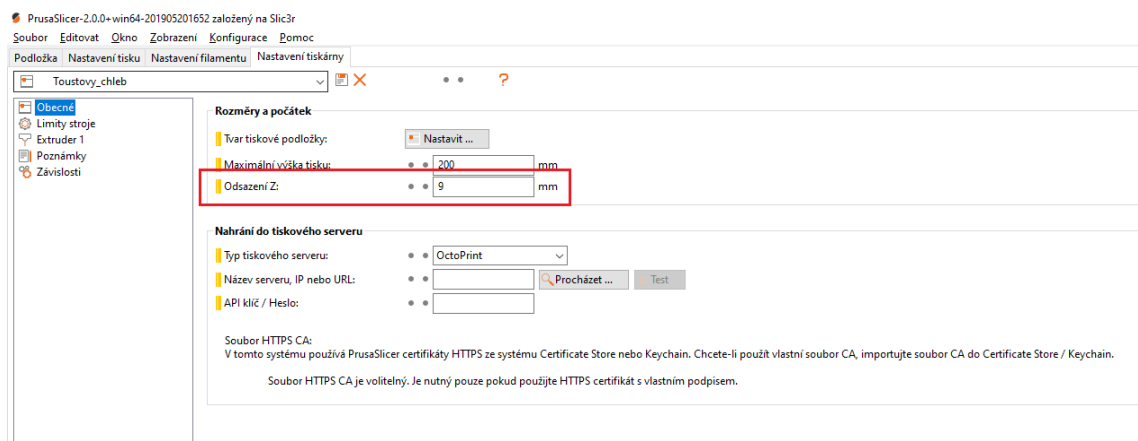 PrusaSlicer-2.0.0+win64-201905201652 založený na Slic3r
Soubor Editovat Okno Zobrazení Konfigurace Pomoc
Podložka Nastavení tisku Nastavení filamentu Nastavení tiskárny
Toustovy_chleb ?
Obecné
Limity stroje
Extruder 1
Poznámky
Závislosti
Rozměry a počátek
Tvar tiskové podložky: Nastavit ...
Maximální výška tisku: 200 mm
Odsazení Z: 9 mm
Nahrání do tiskového serveru
Typ tiskového serveru: OctoPrint
Název serveru, IP nebo URL: Procházet ... Test
API klíč / Heslo:
Soubor HTTPS CA:
V tomto systému používá PrusaSlicer certifikáty HTTPS ze systému Certificate Store nebo Keychain. Chcete-li použít vlastní soubor CA, importujte soubor CA do Certificate Store / Keychain.
Soubor HTTPS CA je volitelný. Je nutný pouze pokud použijte HTTPS certifikát s vlastním podpisem.